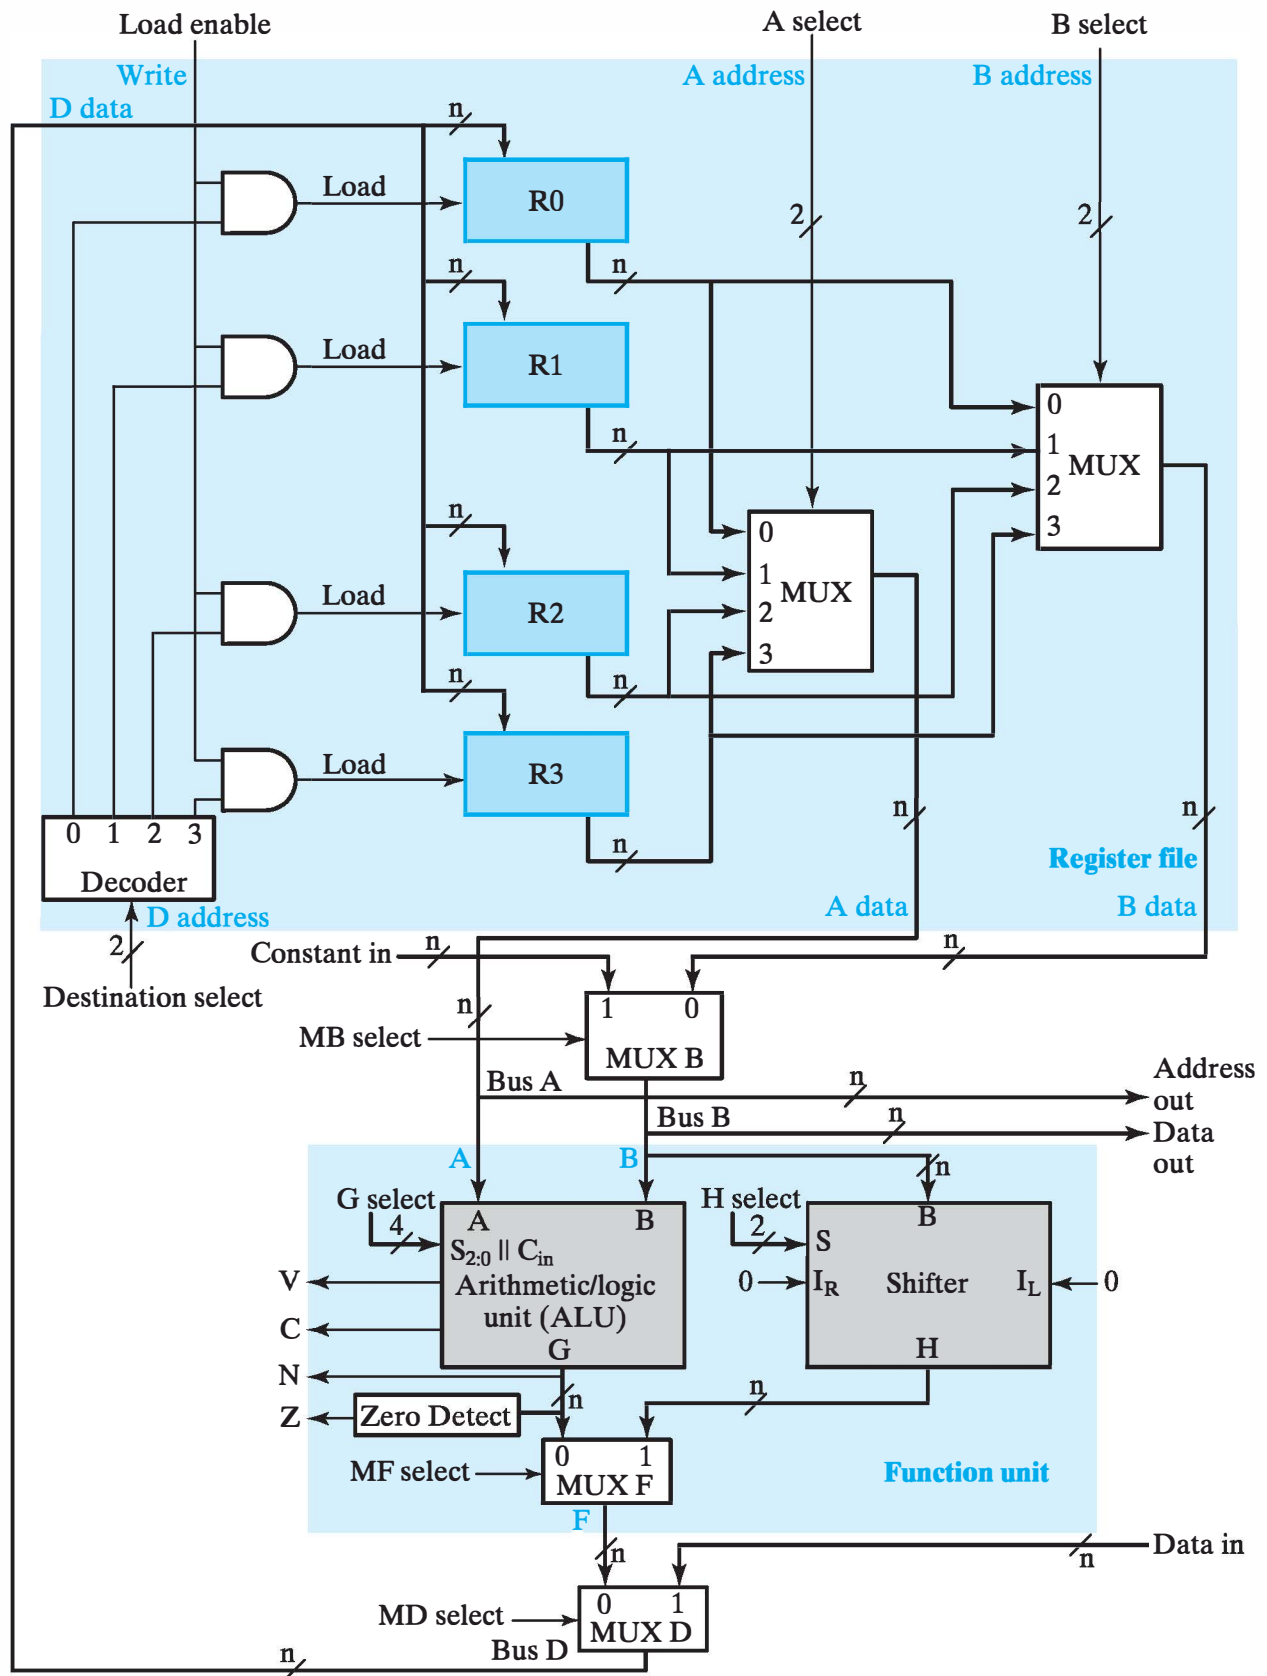 Load enable
A select
B select
Write
A address
B address
D data
n
Load
R0
2
2
n
n
Load
R1
n
0
1
MUX
2
3
n
0
1
MUX
2
3
Load
R2
n
n
Load
R3
n
n
n
0 1 2 3
Decoder
Register file
D address
A data
B data
2
Destination select
Constant in
n
n
n
1 0
MB select
MUX B
Bus A
n
Address
out
Bus B
n
Data
out
A
B
n
G select
4
A
B
S2:0 || Cin
Arithmetic/logic
unit (ALU)
G
H select
2
B
S
0
IR
Shifter
IL
0
H
V
C
N
Z
Zero Detect
n
n
0 1
MF select
MUX F
Function unit
F
n
n
Data in
0 1
MD select
MUX D
Bus D
n